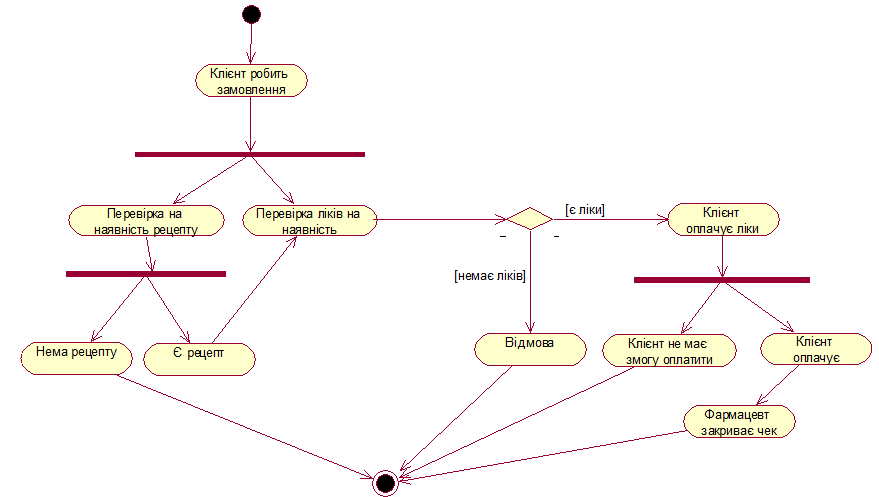 Клієнт робить
замовлення
Перевірка на
наявність рецепту
Перевірка ліків на
наявність
[є ліки]
Клієнт
оплачує ліки
[немає ліків]
Нема рецепту
Є рецепт
Відмова
Клієнт не має
змогу оплатити
Клієнт
оплачує
Фармацевт
закриває чек